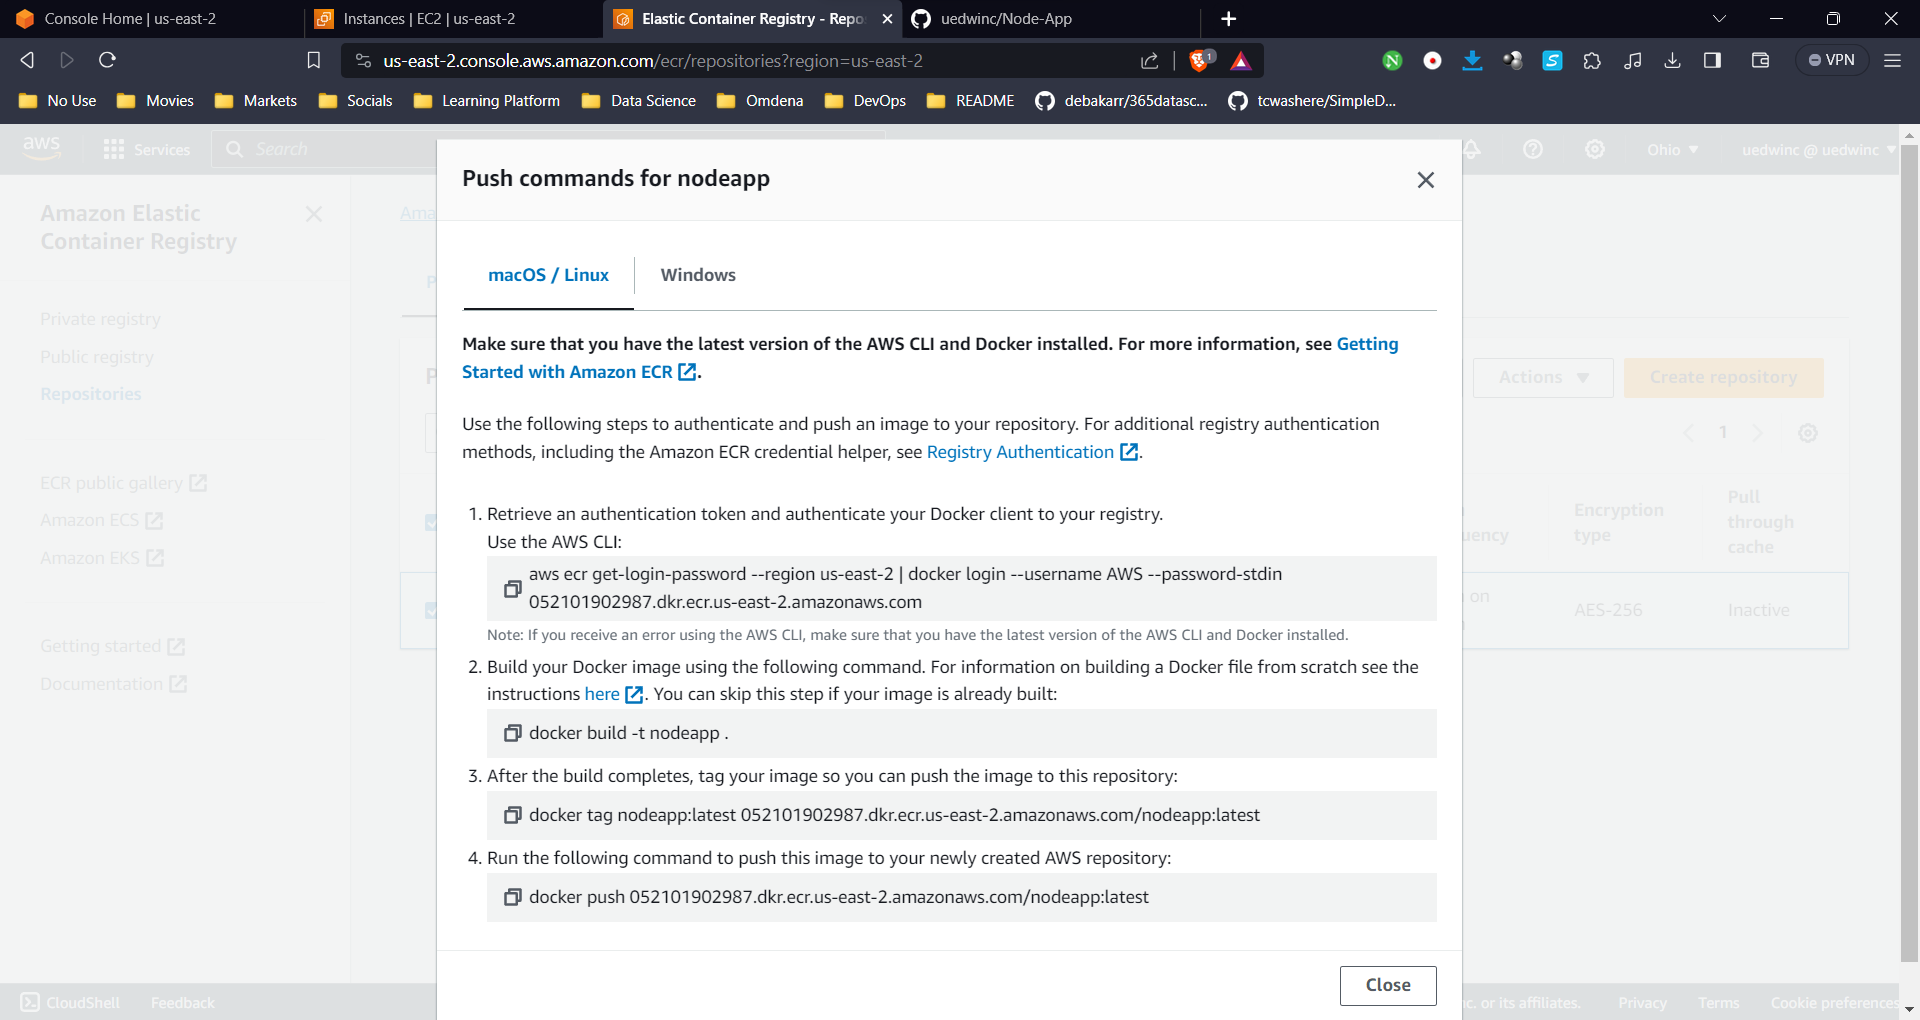 Console Home | us-east-2
Instances | EC2 | us-east-2
Elastic Container Registry - Repo
uedwinc/Node-App
us-east-2.console.aws.amazon.com/ecr/repositories?region=us-east-2
1
N
S
VPN
No Use
Movies
Markets
Socials
Learning Platform
Data Science
Omdena
DevOps
README
debakarr/365datasc...
tcwashere/SimpleD...
aws
Services
Search
Ohio
uedwinc @ uedwinc
Amazon Elastic
Container Registry
Private registry
Public registry
Repositories
ECR public gallery
Amazon ECS
Amazon EKS
Getting started
Documentation
Ama
P
P
Push commands for nodeapp
macOS / Linux
Windows
Make sure that you have the latest version of the AWS CLI and Docker installed. For more information, see Getting
Started with Amazon ECR.
Use the following steps to authenticate and push an image to your repository. For additional registry authentication
methods, including the Amazon ECR credential helper, see Registry Authentication.
1. Retrieve an authentication token and authenticate your Docker client to your registry.
Use the AWS CLI:
aws ecr get-login-password --region us-east-2 | docker login --username AWS --password-stdin
052101902987.dkr.ecr.us-east-2.amazonaws.com
Note: If you receive an error using the AWS CLI, make sure that you have the latest version of the AWS CLI and Docker installed.
2. Build your Docker image using the following command. For information on building a Docker file from scratch see the
instructions here. You can skip this step if your image is already built:
docker build -t nodeapp .
3. After the build completes, tag your image so you can push the image to this repository:
docker tag nodeapp:latest 052101902987.dkr.ecr.us-east-2.amazonaws.com/nodeapp:latest
4. Run the following command to push this image to your newly created AWS repository:
docker push 052101902987.dkr.ecr.us-east-2.amazonaws.com/nodeapp:latest
Close
Actions
Create repository
1
uency
Encryption
type
Pull
through
cache
on
AES-256
Inactive
CloudShell
Feedback
nc. or its affiliates.
Privacy
Terms
Cookie preferences